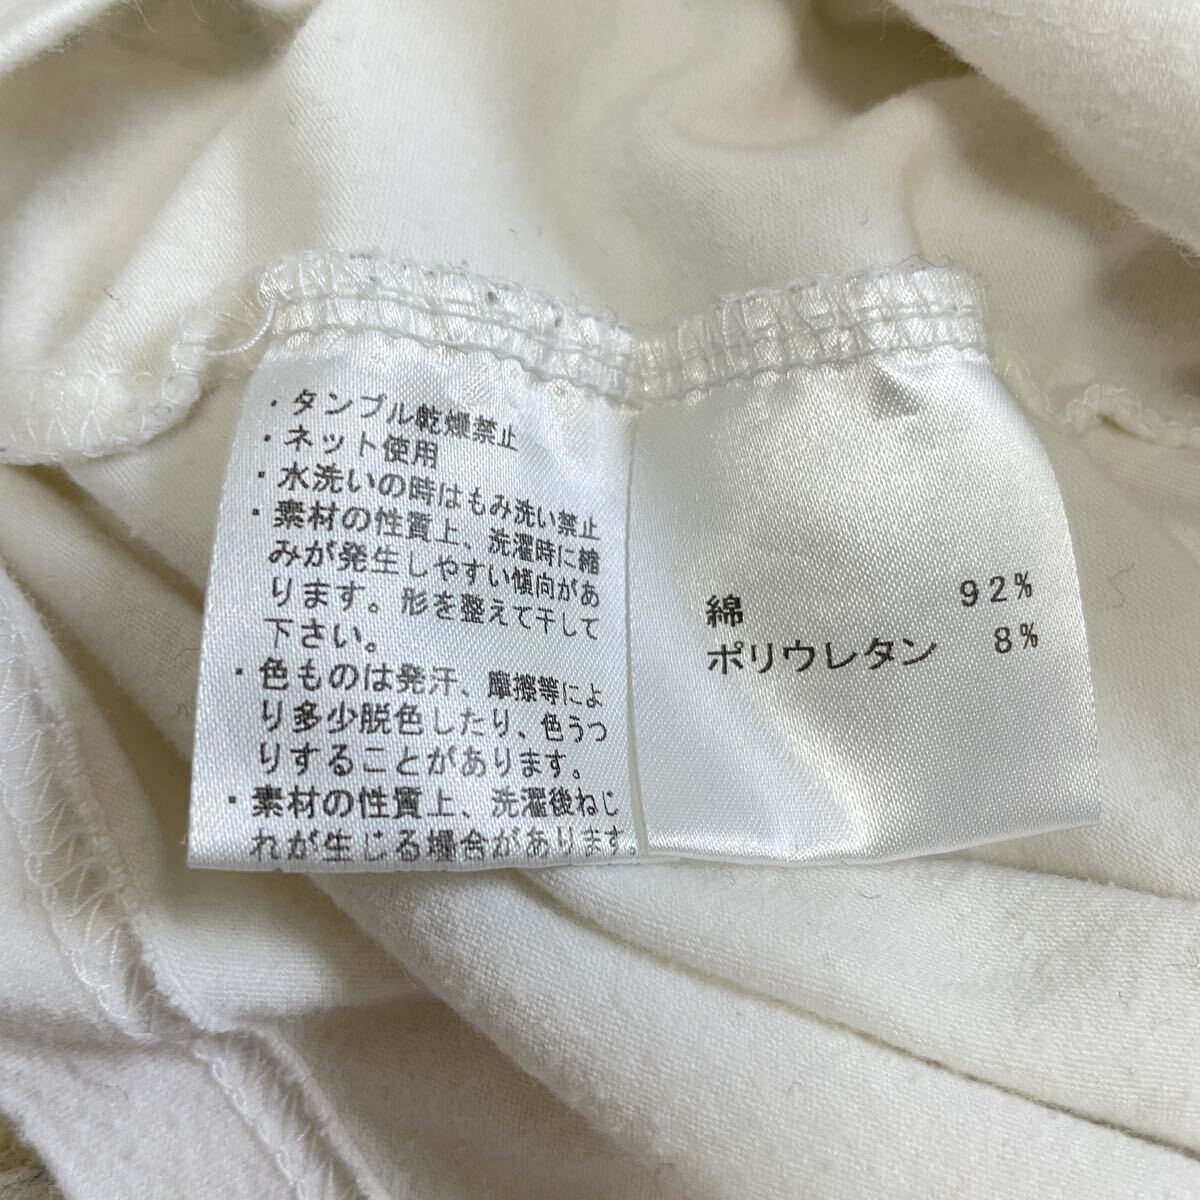 ・タンブル乾燥禁止
・ネット使用
・水洗いの時はもみ洗い禁止
・素材の性質上、洗濯時に縮
みが発生しやすい傾向があ
ります。形を整えて干して
下さい。
・色ものは発汗、摩擦等によ
り多少脱色したり、色うつ
りすることがあります。
・素材の性質上、洗濯後ねじ
れが生じる場合があります。
綿 92%
ポリウレタン 8%